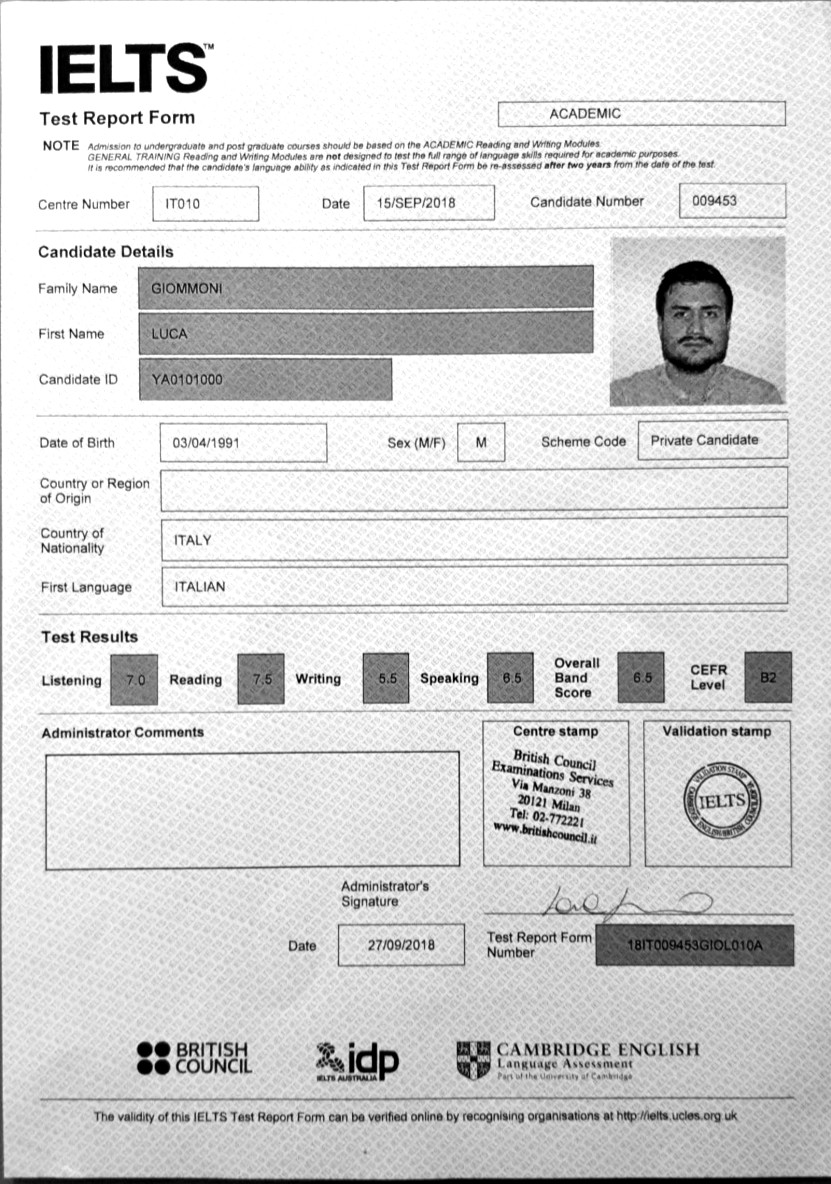 IELTS™
Test Report Form
ACADEMIC
NOTE Admission to undergraduate and post graduate courses should be based on the ACADEMIC Reading and Writing Modules.
GENERAL TRAINING Reading and Writing Modules are not designed to test the full range of language skills required for academic purposes.
It is recommended that the candidate's language ability as indicated in this Test Report Form be re-assessed after two years from the date of the test.
Centre Number IT010 Date 15/SEP/2018 Candidate Number 009453
Candidate Details
Family Name GIOMMONI
First Name LUCA
Candidate ID YA0101000
Date of Birth 03/04/1991 Sex (M/F) M Scheme Code Private Candidate
Country or Region
of Origin
Country of
Nationality ITALY
First Language ITALIAN
Test Results
Listening 7.0 Reading 7.5 Writing 5.5 Speaking 6.5 Overall Band Score 6.5 CEFR Level B2
Administrator Comments
Centre stamp
British Council
Examinations Services
Via Manzoni 38
20121 Milan
Tel: 02-772221
www.britishcouncil.it
Validation stamp
VALIDATION STAMP
IELTS
Administrator's
Signature
Date 27/09/2018
Test Report Form
Number 18IT009453GIOL010A
BRITISH
COUNCIL
idp
IELTS AUSTRALIA
CAMBRIDGE ENGLISH
Language Assessment
Part of the University of Cambridge
The validity of this IELTS Test Report Form can be verified online by recognising organisations at http://ielts.ucles.org.uk